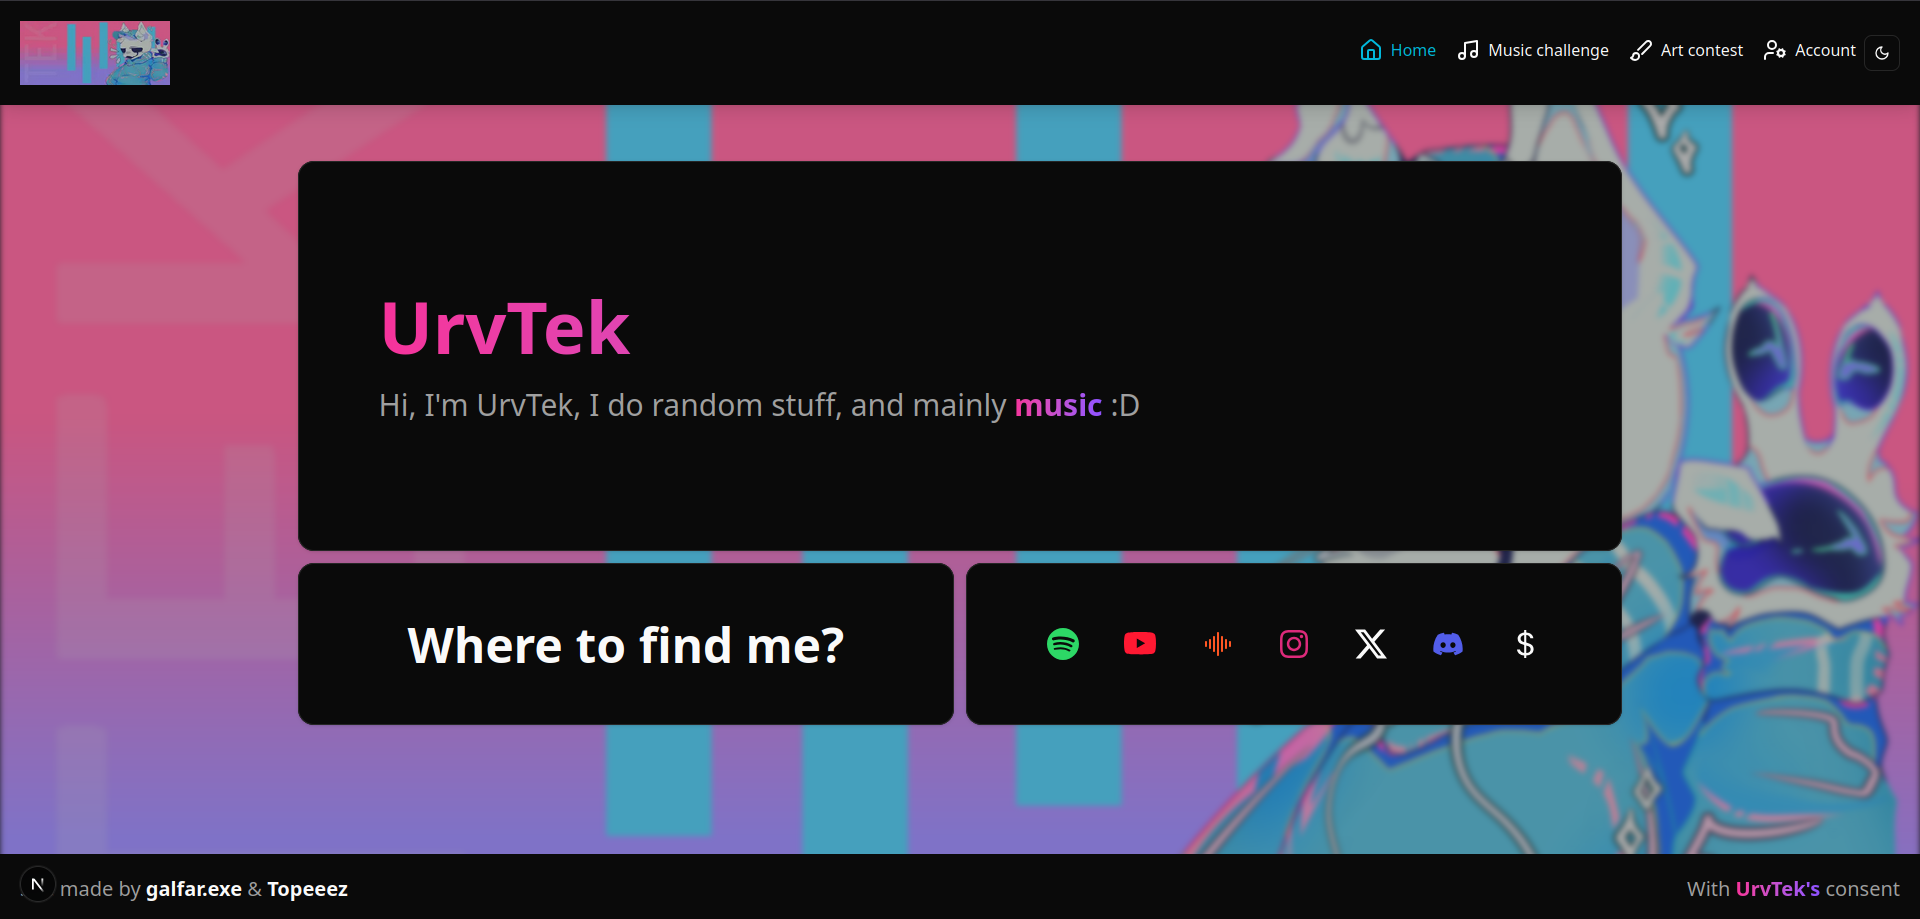 Home Music challenge Art contest Account
UrvTek
Hi, I'm UrvTek, I do random stuff, and mainly music :D
Where to find me?
made by galfar.exe & Topeeez
With UrvTek's consent